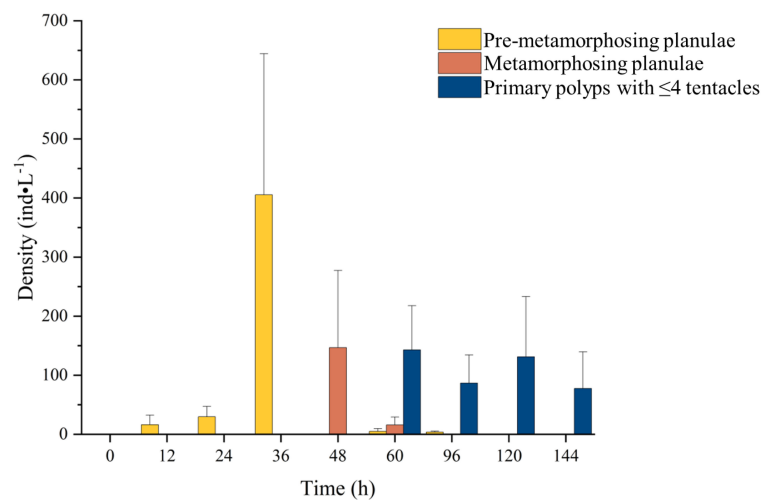 700
600
500
400
300
200
100
0
Density (ind•L⁻¹)
Pre-metamorphosing planulae
Metamorphosing planulae
Primary polyps with ≤4 tentacles
0 12 24 36 48 60 96 120 144
Time (h)